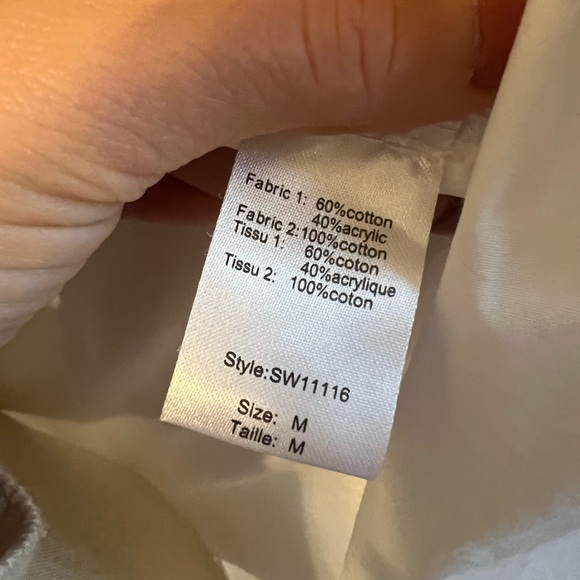 Fabric 1: 60%cotton
40%acrylic
Fabric 2:100%cotton
Tissu 1: 60%coton
40%acrylique
Tissu 2: 100%coton
Style:SW11116
Size: M
Taille: M